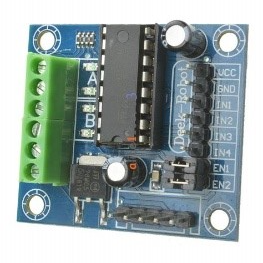 VCC
GND
IN1
IN2
IN3
IN4
EN1
EN2
Deek-Robot
A
B